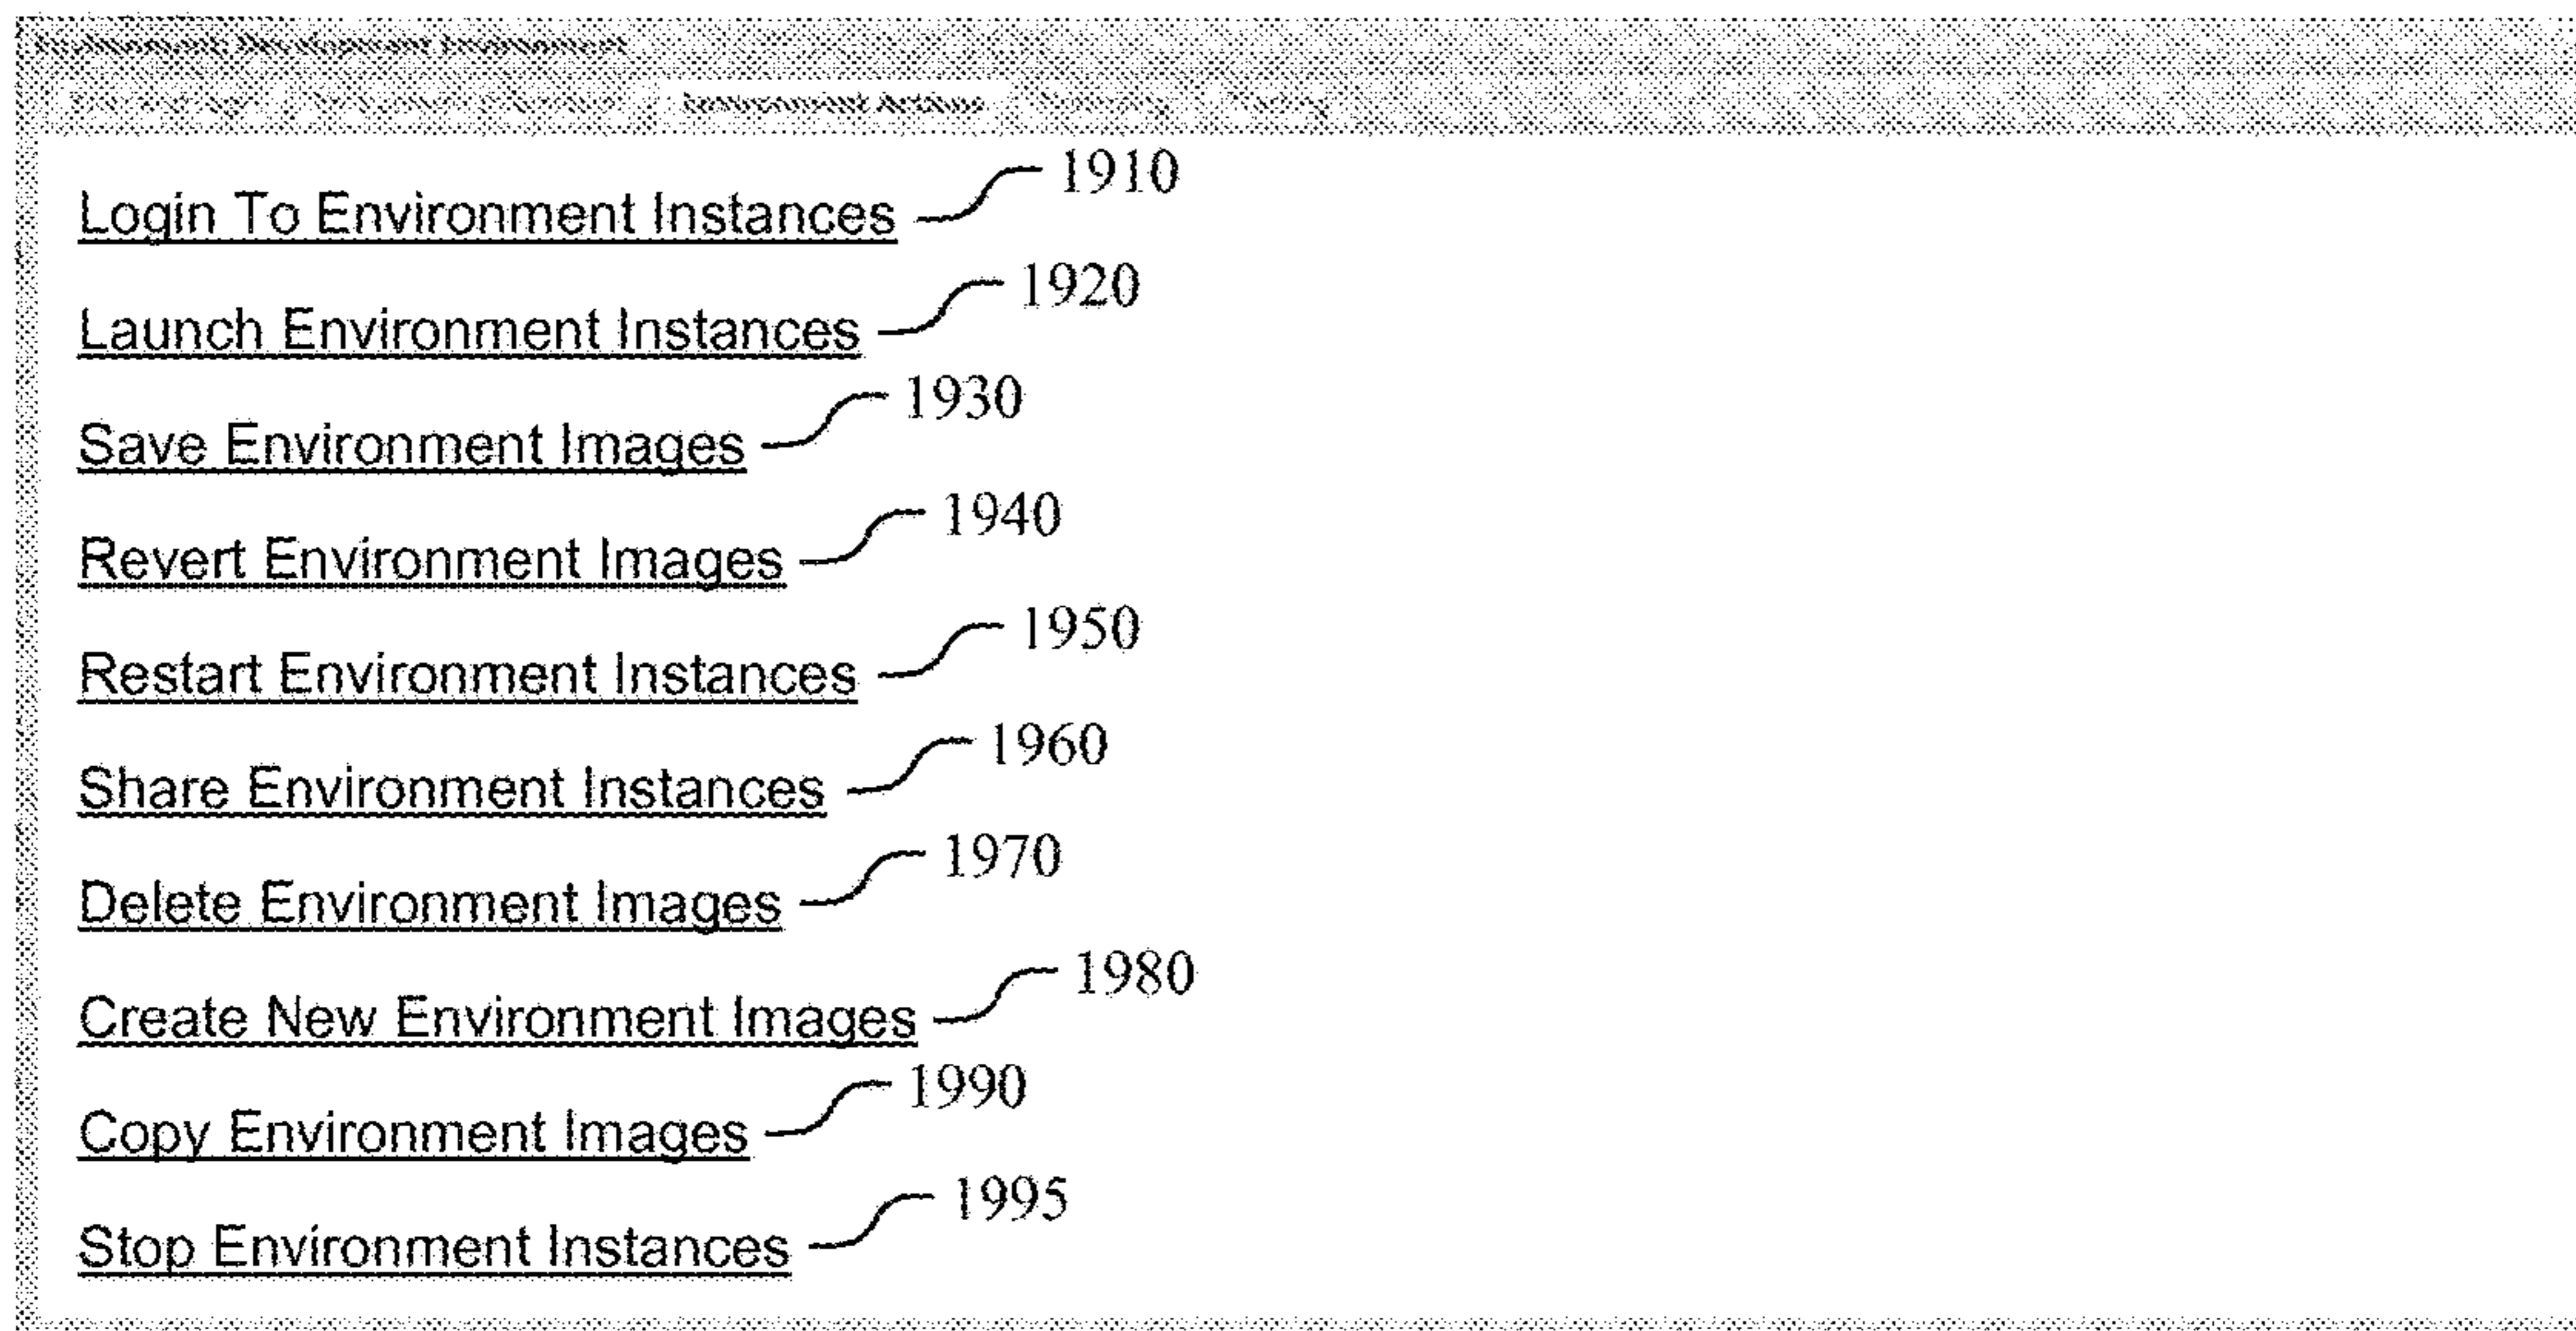 Environment Actions
Login To Environment Instances 1910
Launch Environment Instances 1920
Save Environment Images 1930
Revert Environment Images 1940
Restart Environment Instances 1950
Share Environment Instances 1960
Delete Environment Images 1970
Create New Environment Images 1980
Copy Environment Images 1990
Stop Environment Instances 1995